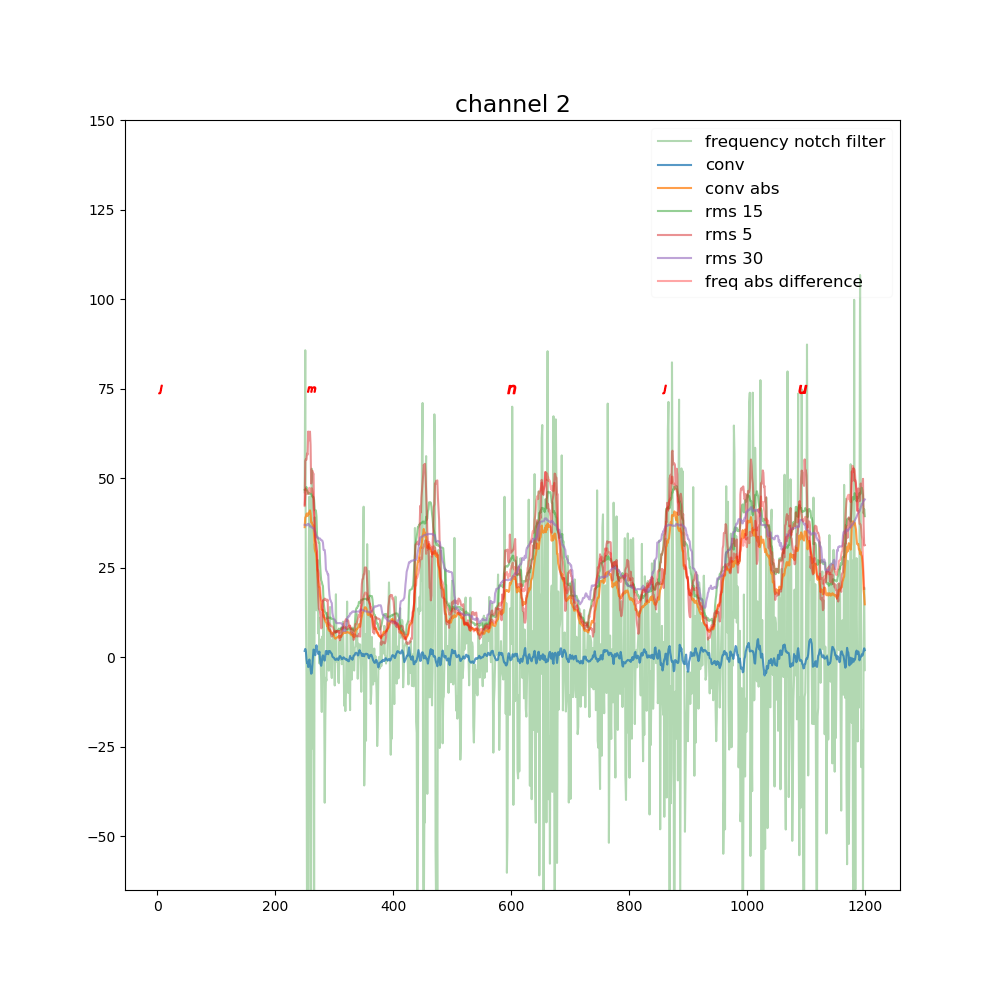 channel 2
150
125
100
75
50
25
0
−25
−50
frequency notch filter
conv
conv abs
rms 15
rms 5
rms 30
freq abs difference
J m n J u
0 200 400 600 800 1000 1200